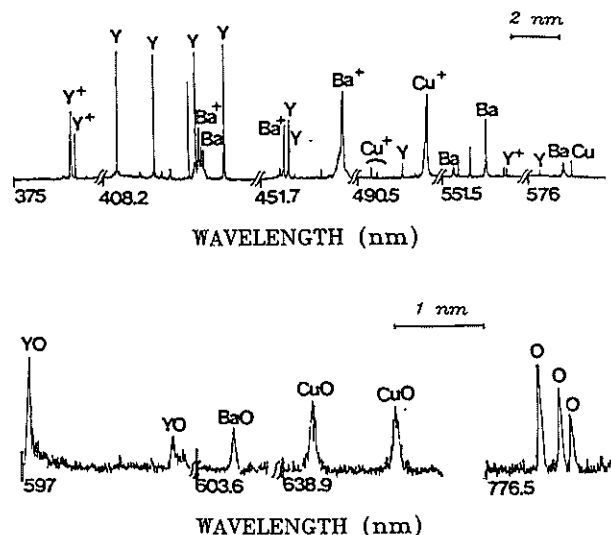 2 nm
Y Y Y Y
Y+ Y+ Ba+ Ba Ba+ Y Y Ba+ Cu+ Y Cu+ Ba Ba Y+ Y Ba Cu
375 408.2 451.7 490.5 551.5 576
WAVELENGTH (nm)
1 nm
YO YO BaO CuO CuO O O O
597 603.6 638.9 776.5
WAVELENGTH (nm)